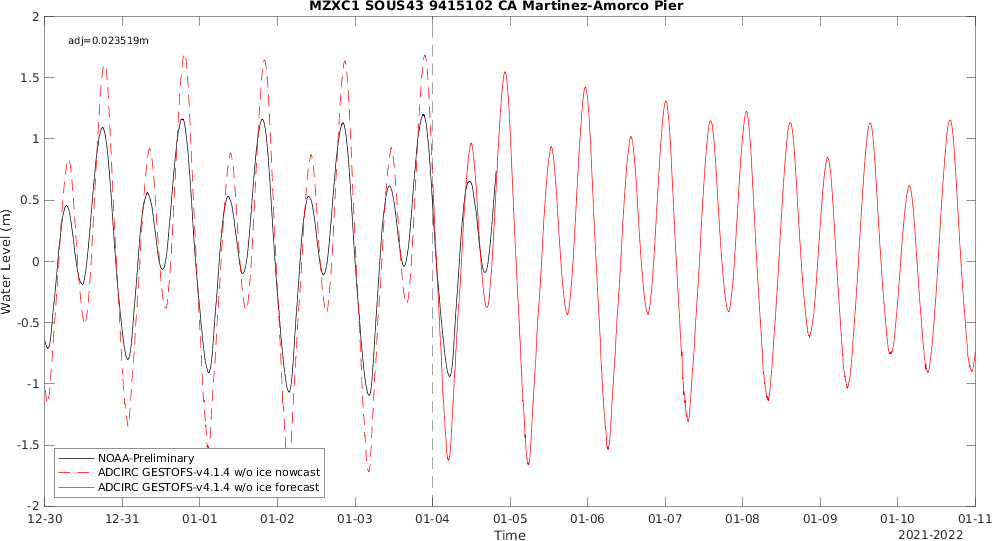 MZXC1 SOUS43 9415102 CA Martinez-Amorco Pier
adj=0.023519m
2
1.5
1
0.5
0
-0.5
-1
-1.5
-2
Water Level (m)
NOAA-Preliminary
ADCIRC GESTOFS-v4.1.4 w/o ice nowcast
ADCIRC GESTOFS-v4.1.4 w/o ice forecast
12-30 12-31 01-01 01-02 01-03 01-04 01-05 01-06 01-07 01-08 01-09 01-10 01-11
Time
2021-2022